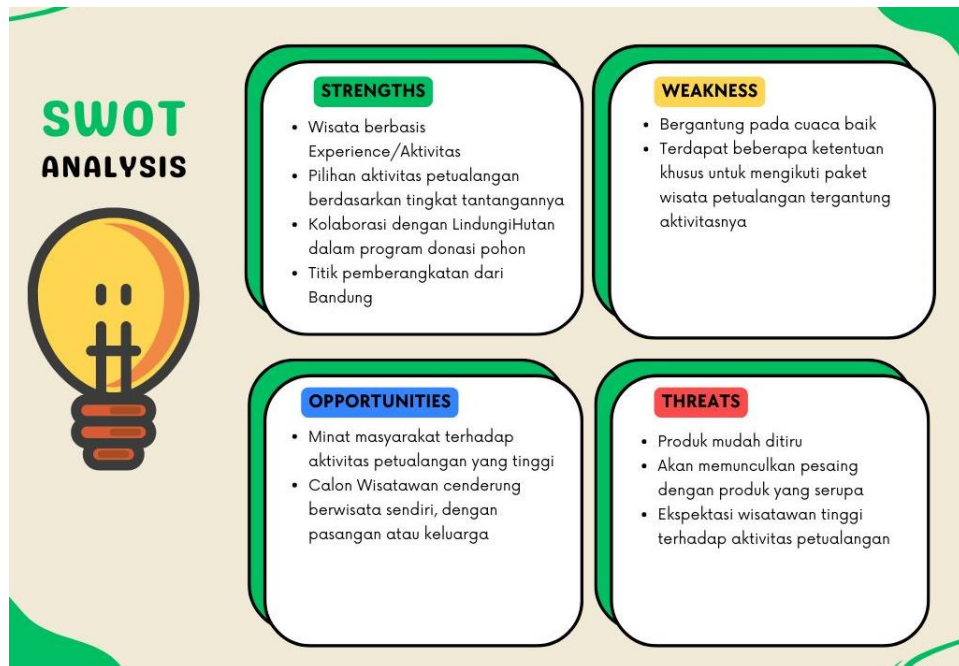 SWOT
ANALYSIS
STRENGTHS
• Wisata berbasis
Experience/Aktivitas
• Pilihan aktivitas petualangan
berdasarkan tingkat tantangannya
• Kolaborasi dengan LindungiHutan
dalam program donasi pohon
• Titik pemberangkatan dari
Bandung
WEAKNESS
• Bergantung pada cuaca baik
• Terdapat beberapa ketentuan
khusus untuk mengikuti paket
wisata petualangan tergantung
aktivitasnya
OPPORTUNITIES
• Minat masyarakat terhadap
aktivitas petualangan yang tinggi
• Calon Wisatawan cenderung
berwisata sendiri, dengan
pasangan atau keluarga
THREATS
• Produk mudah ditiru
• Akan memunculkan pesaing
dengan produk yang serupa
• Ekspektasi wisatawan tinggi
terhadap aktivitas petualangan